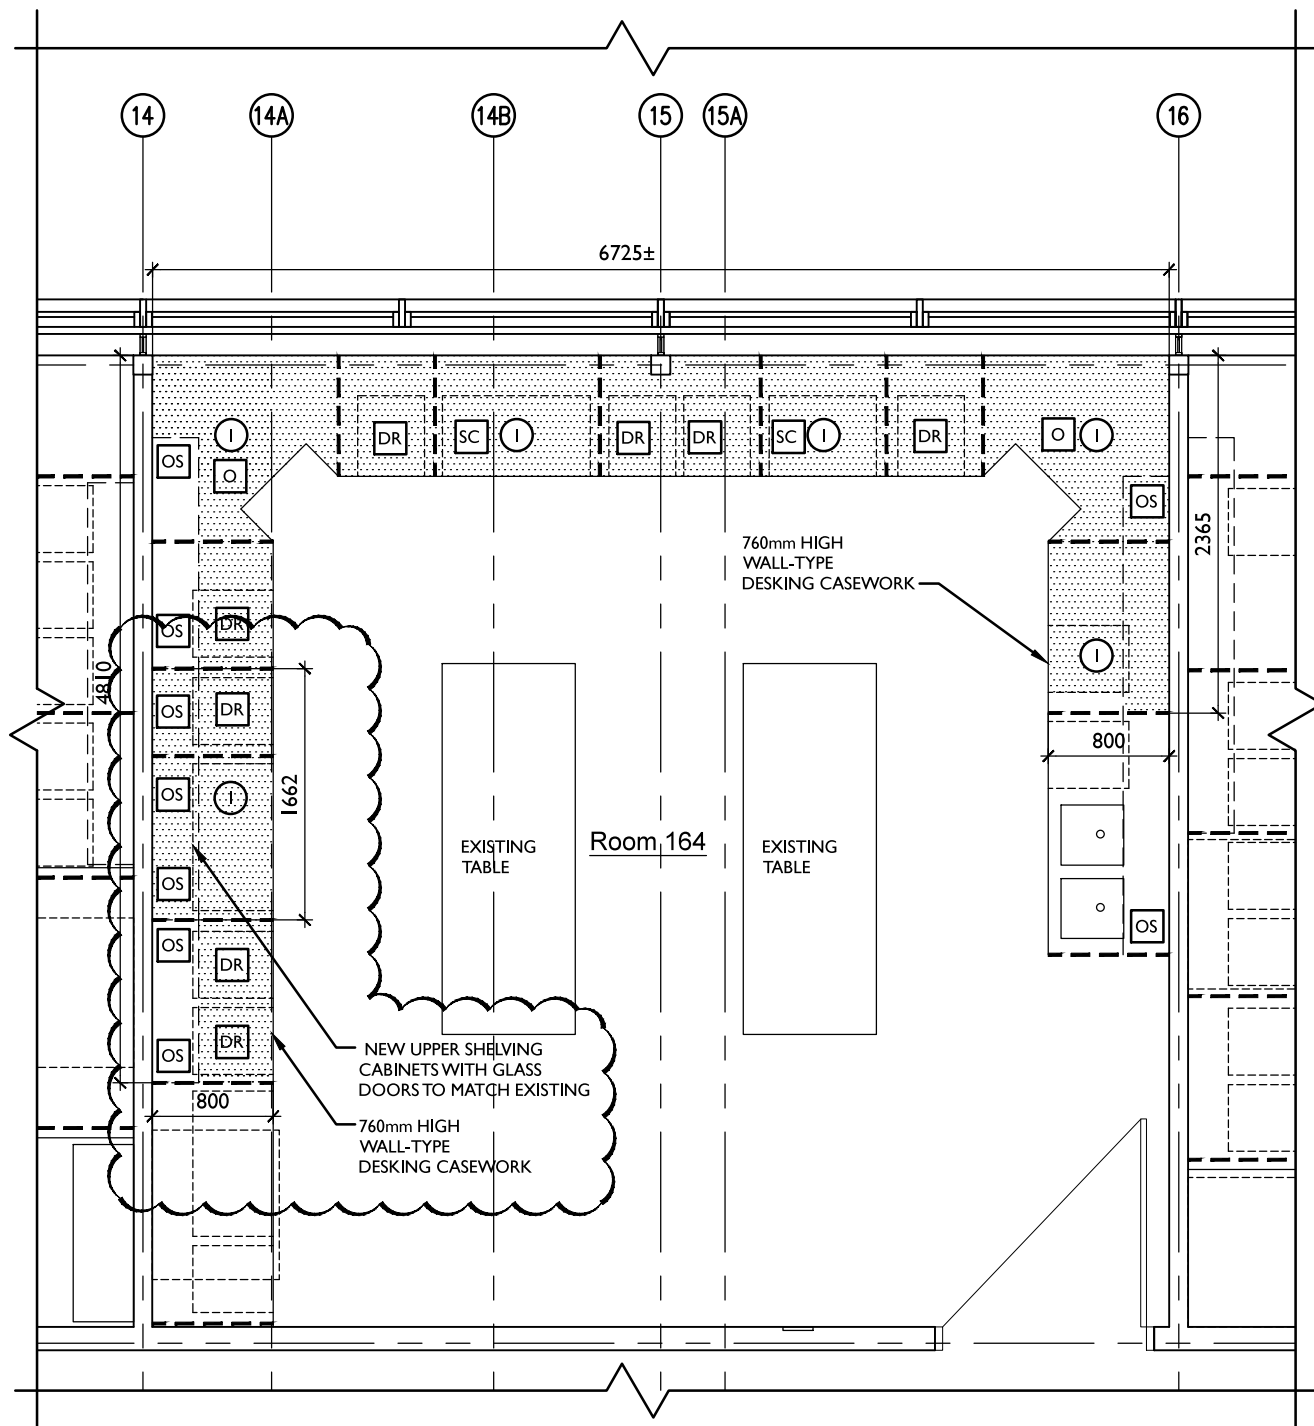 14
14A
14B
15
15A
16
6725±
I
DR
SC
I
DR
DR
SC
I
DR
O
I
OS
O
OS
2365
760mm HIGH
WALL-TYPE
DESKING CASEWORK
OS
DR
I
4810
OS
DR
800
OS
I
1662
EXISTING
TABLE
Room 164
EXISTING
TABLE
OS
OS
OS
DR
OS
DR
NEW UPPER SHELVING
CABINETS WITH GLASS
DOORS TO MATCH EXISTING
800
760mm HIGH
WALL-TYPE
DESKING CASEWORK